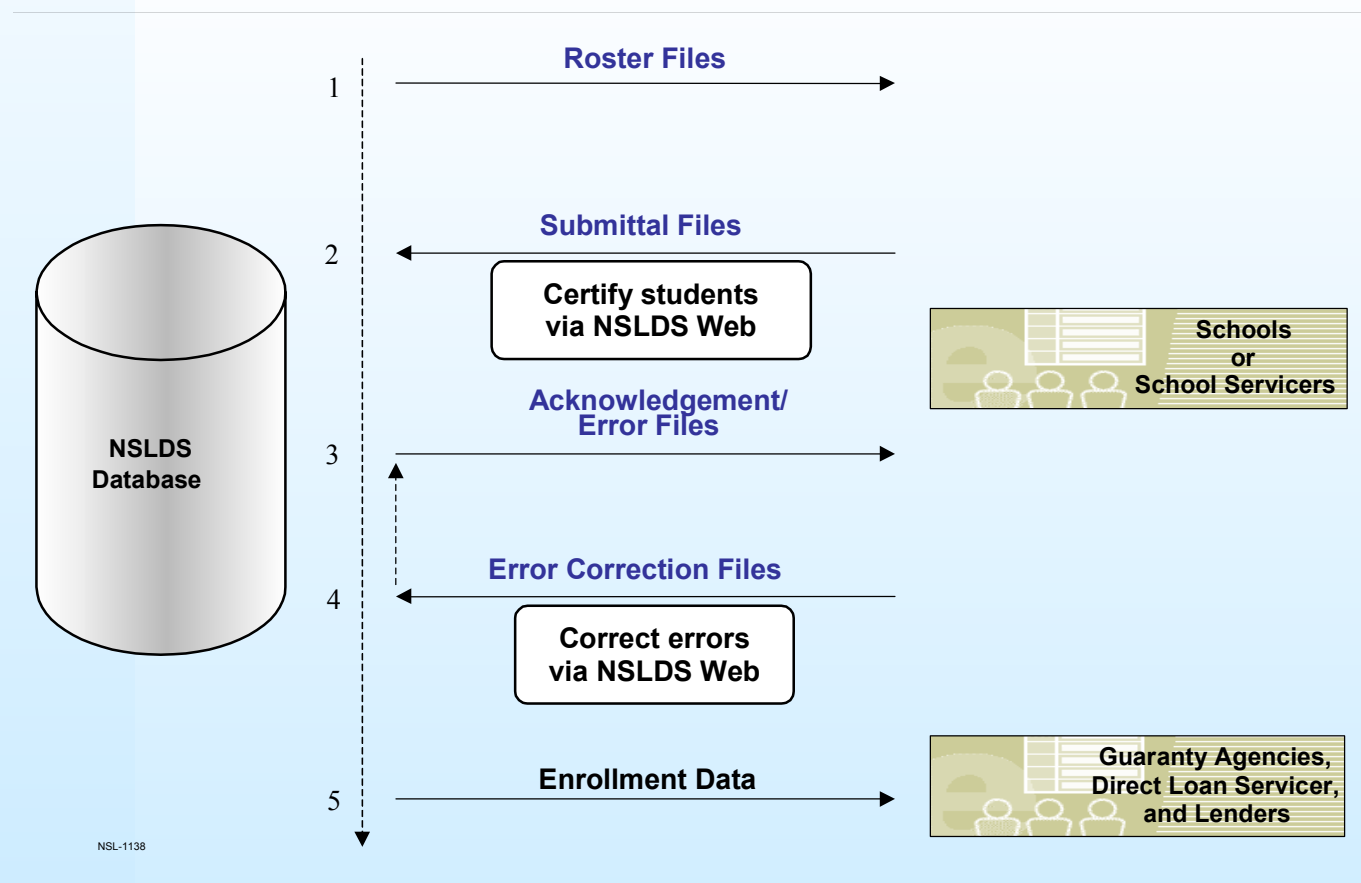 Roster Files
1
Submittal Files
2
Certify students
via NSLDS Web
Schools
or
School Servicers
Acknowledgement/
Error Files
NSLDS
Database
3
Error Correction Files
4
Correct errors
via NSLDS Web
Enrollment Data
5
Guaranty Agencies,
Direct Loan Servicer,
and Lenders
NSL-1138